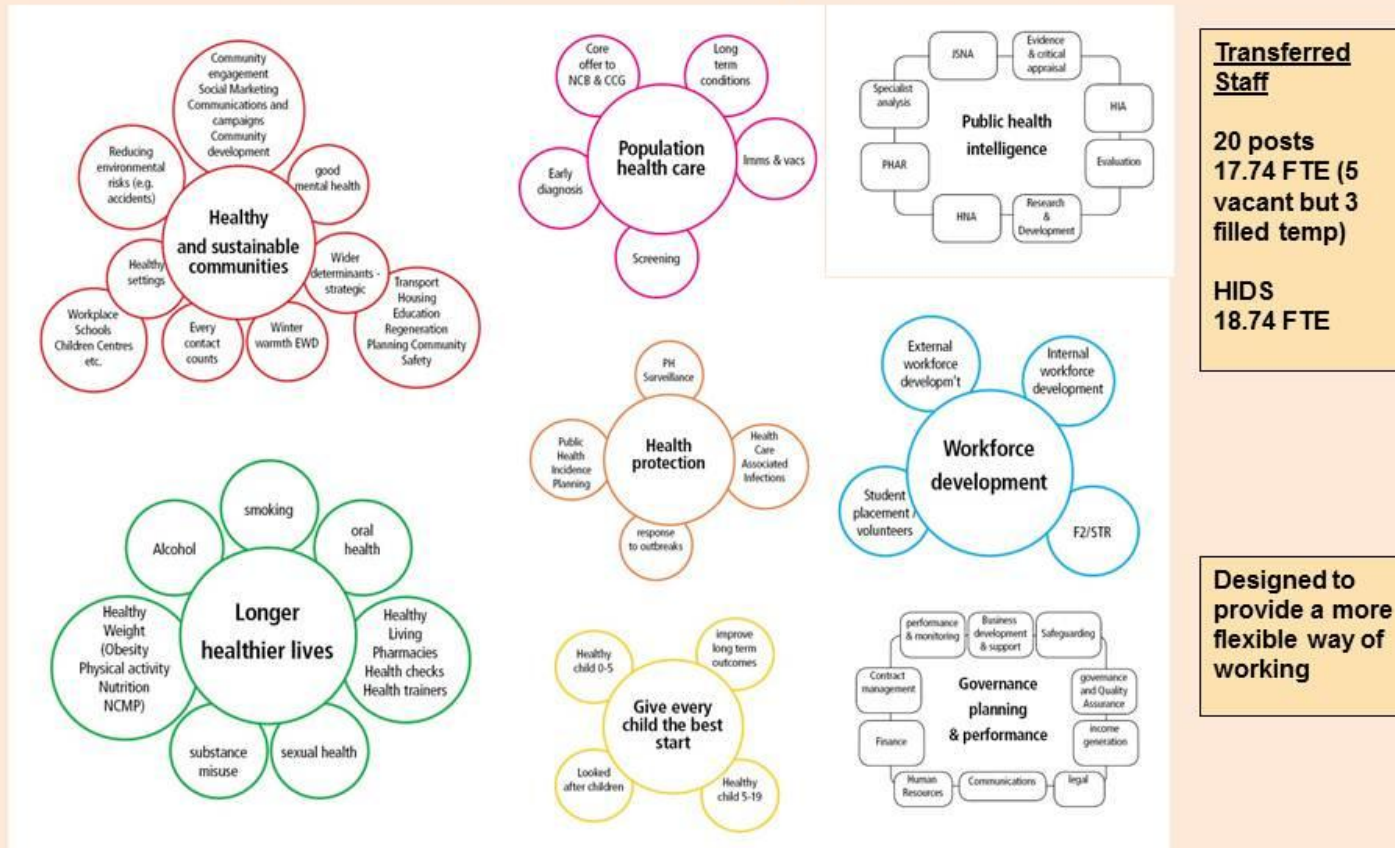 Community
engagement
Social Marketing
Communications and
campaigns
Community
development
Reducing
environmental
risks (e.g.
accidents)
good
mental health
Healthy
and sustainable
communities
Healthy
settings
Wider
determinants -
strategic
Workplace
Schools
Children Centres
etc.
Every
contact
counts
Winter
warmth EWD
Transport
Housing
Education
Regeneration
Planning Community
Safety
Core
offer to
NCB & CCG
Long
term
conditions
Population
health care
Early
diagnosis
Imms & vacs
Screening
JSNA
Evidence
& critical
appraisal
Specialist
analysis
HIA
Public health
intelligence
PHAR
Evaluation
HNA
Research
&
Development
Transferred
Staff
20 posts
17.74 FTE (5
vacant but 3
filled temp)
HIDS
18.74 FTE
PH
Surveillance
Public
Health
Incidence
Planning
Health
protection
Health
Care
Associated
Infections
response
to outbreaks
External
workforce
developm't
Internal
workforce
development
Workforce
development
Student
placement /
volunteers
F2/STR
smoking
Alcohol
oral
health
Longer
healthier lives
Healthy
Weight
(Obesity
Physical activity
Nutrition
NCMP)
Healthy
Living
Pharmacies
Health checks
Health trainers
substance
misuse
sexual health
Healthy
child 0-5
improve
long term
outcomes
Give every
child the best
start
Looked
after children
Healthy
child 5-19
performance
& monitoring
Business
development
& support
Safeguarding
Contract
management
Governance
planning
& performance
governance
and Quality
Assurance
Finance
income
generation
Human
Resources
Communications
legal
Designed to
provide a more
flexible way of
working